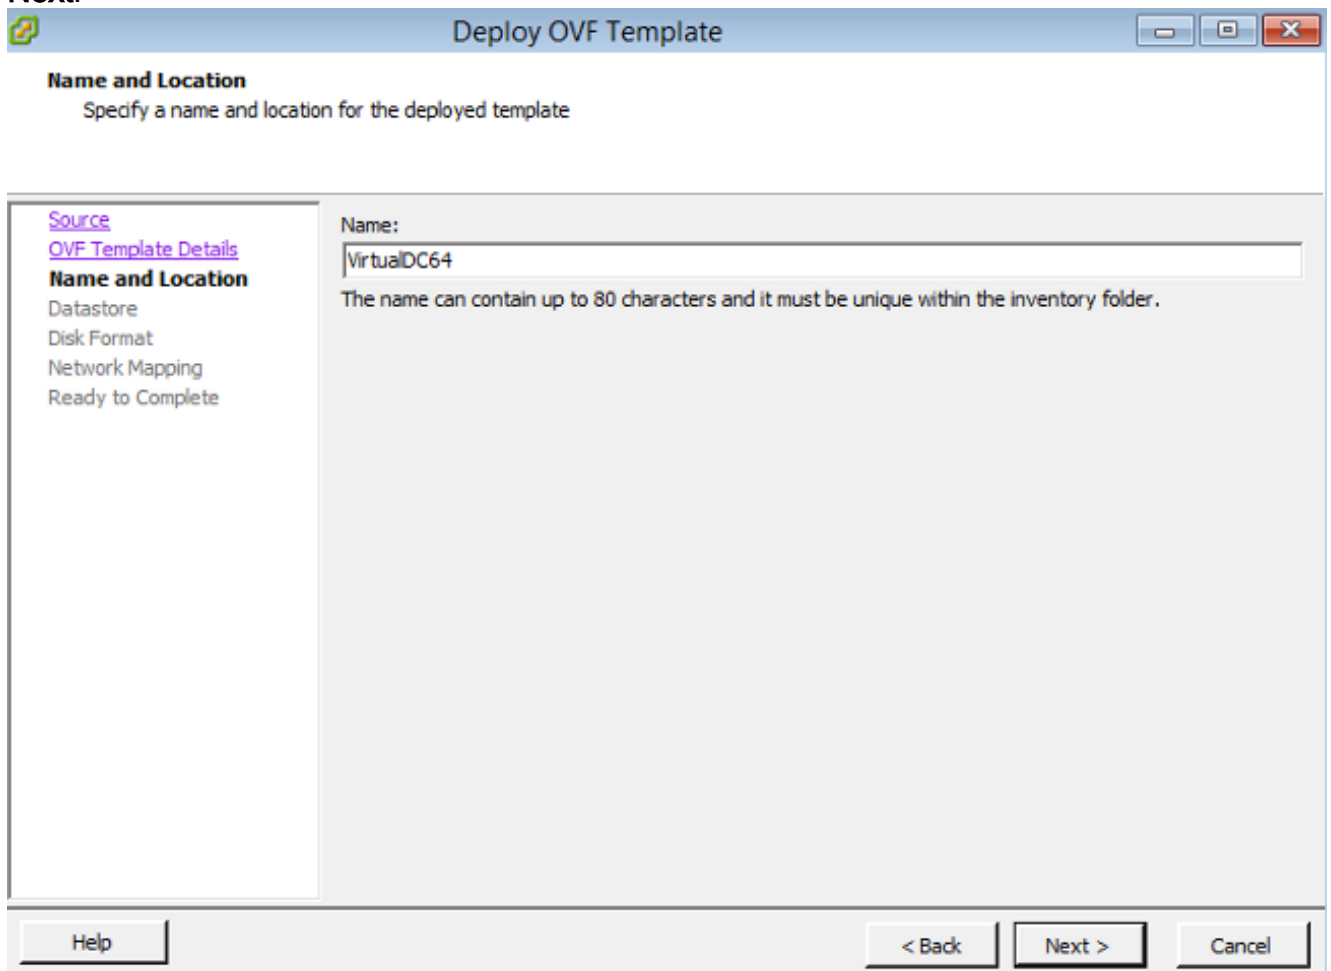 Next.
Deploy OVF Template
Name and Location
Specify a name and location for the deployed template
Source
OVF Template Details
Name and Location
Datastore
Disk Format
Network Mapping
Ready to Complete
Name:
VirtualDC64
The name can contain up to 80 characters and it must be unique within the inventory folder.
Help
< Back
Next >
Cancel